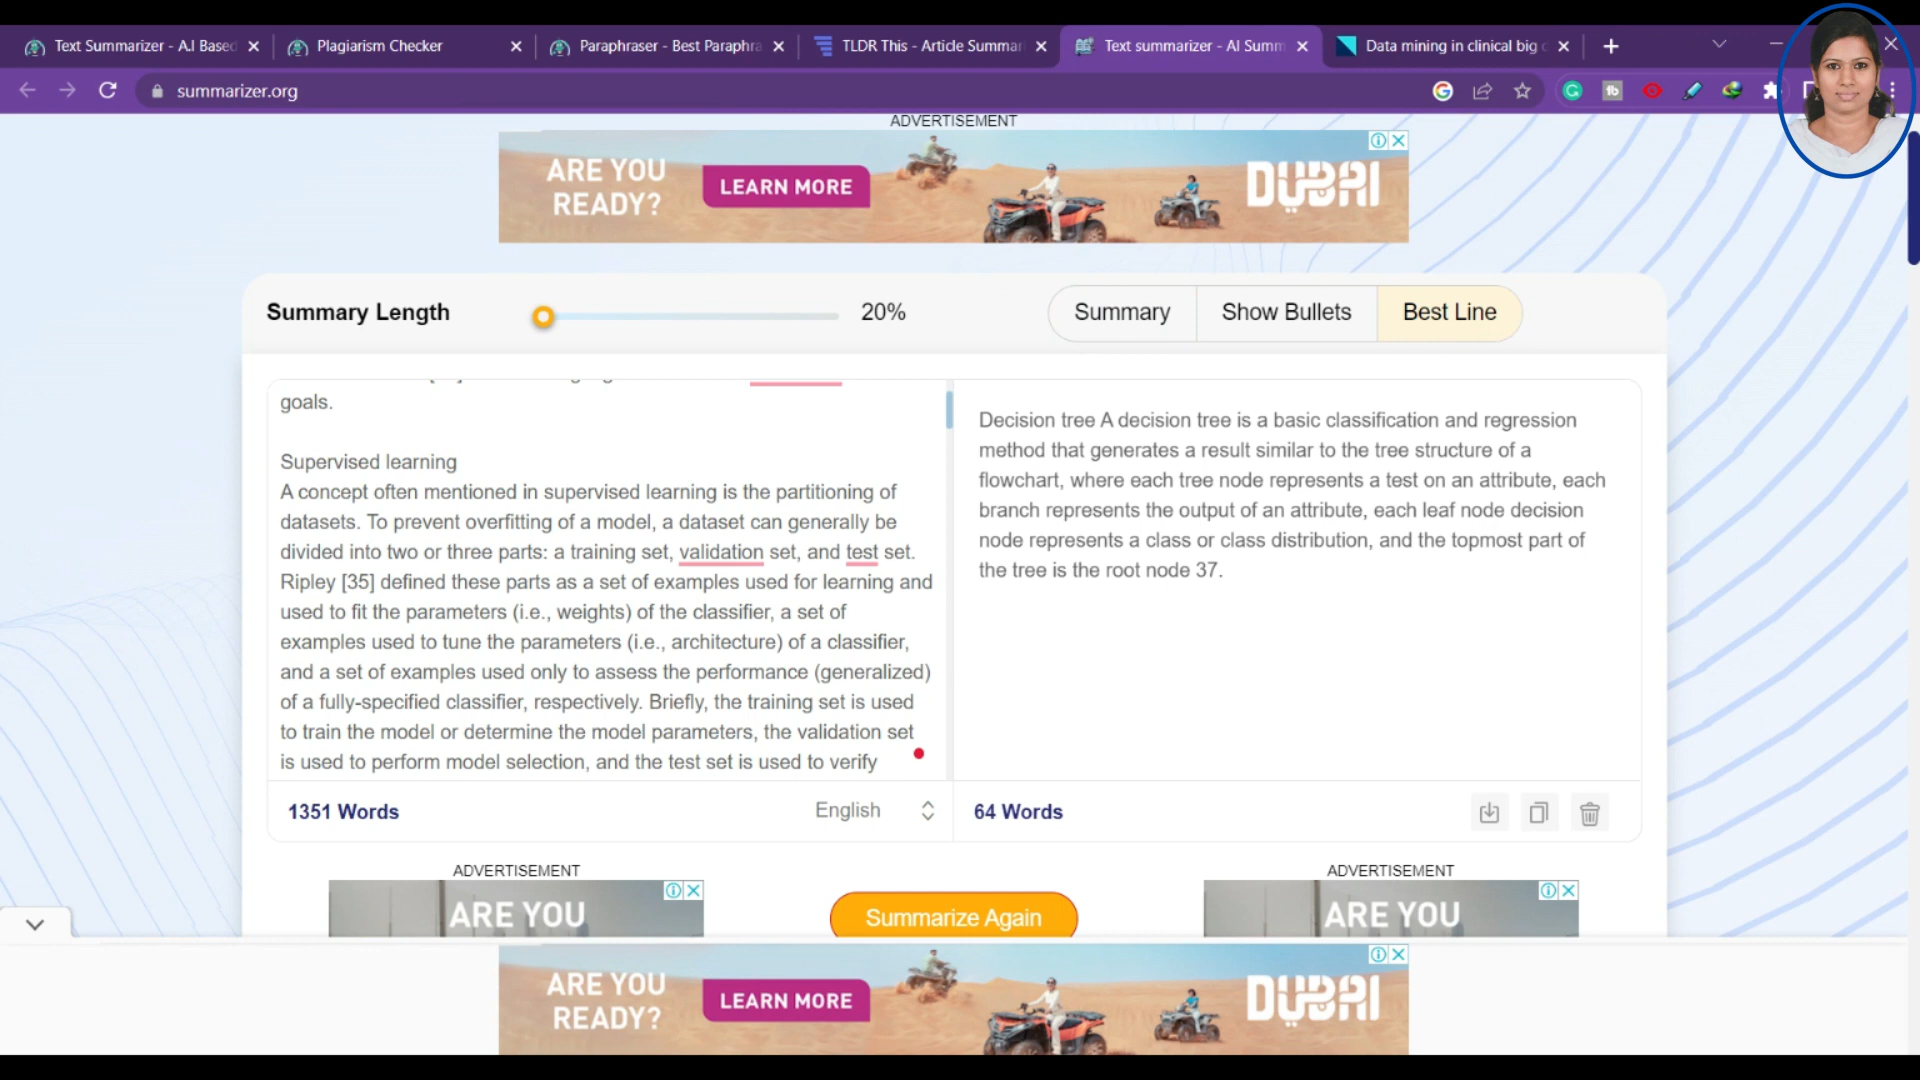 Text Summarizer - A.I Based
Plagiarism Checker
Paraphraser - Best Paraphra
TLDR This - Article Summar
Text summarizer - AI Summ
Data mining in clinical big
summarizer.org
ADVERTISEMENT
ARE YOU
READY?
LEARN MORE
DUBAI
Summary Length
20%
Summary
Show Bullets
Best Line
goals.
Supervised learning
A concept often mentioned in supervised learning is the partitioning of
datasets. To prevent overfitting of a model, a dataset can generally be
divided into two or three parts: a training set, validation set, and test set.
Ripley [35] defined these parts as a set of examples used for learning and
used to fit the parameters (i.e., weights) of the classifier, a set of
examples used to tune the parameters (i.e., architecture) of a classifier,
and a set of examples used only to assess the performance (generalized)
of a fully-specified classifier, respectively. Briefly, the training set is used
to train the model or determine the model parameters, the validation set
is used to perform model selection, and the test set is used to verify
Decision tree A decision tree is a basic classification and regression
method that generates a result similar to the tree structure of a
flowchart, where each tree node represents a test on an attribute, each
branch represents the output of an attribute, each leaf node decision
node represents a class or class distribution, and the topmost part of
the tree is the root node 37.
1351 Words
English
64 Words
ADVERTISEMENT
ARE YOU
Summarize Again
ADVERTISEMENT
ARE YOU
ARE YOU
READY?
LEARN MORE
DUBAI